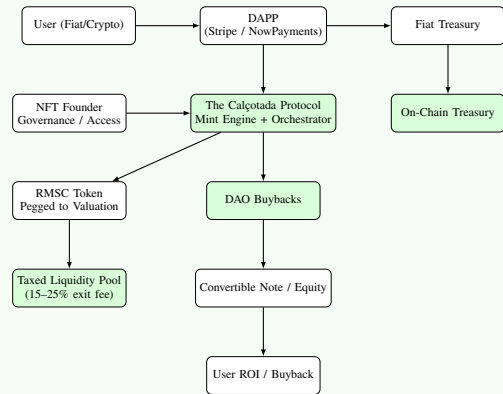 User (Fiat/Crypto)
DAPP
(Stripe / NowPayments)
Fiat Treasury
NFT Founder
Governance / Access
The Calçotada Protocol
Mint Engine + Orchestrator
On-Chain Treasury
RMSC Token
Pegged to Valuation
DAO Buybacks
Taxed Liquidity Pool
(15–25% exit fee)
Convertible Note / Equity
User ROI / Buyback